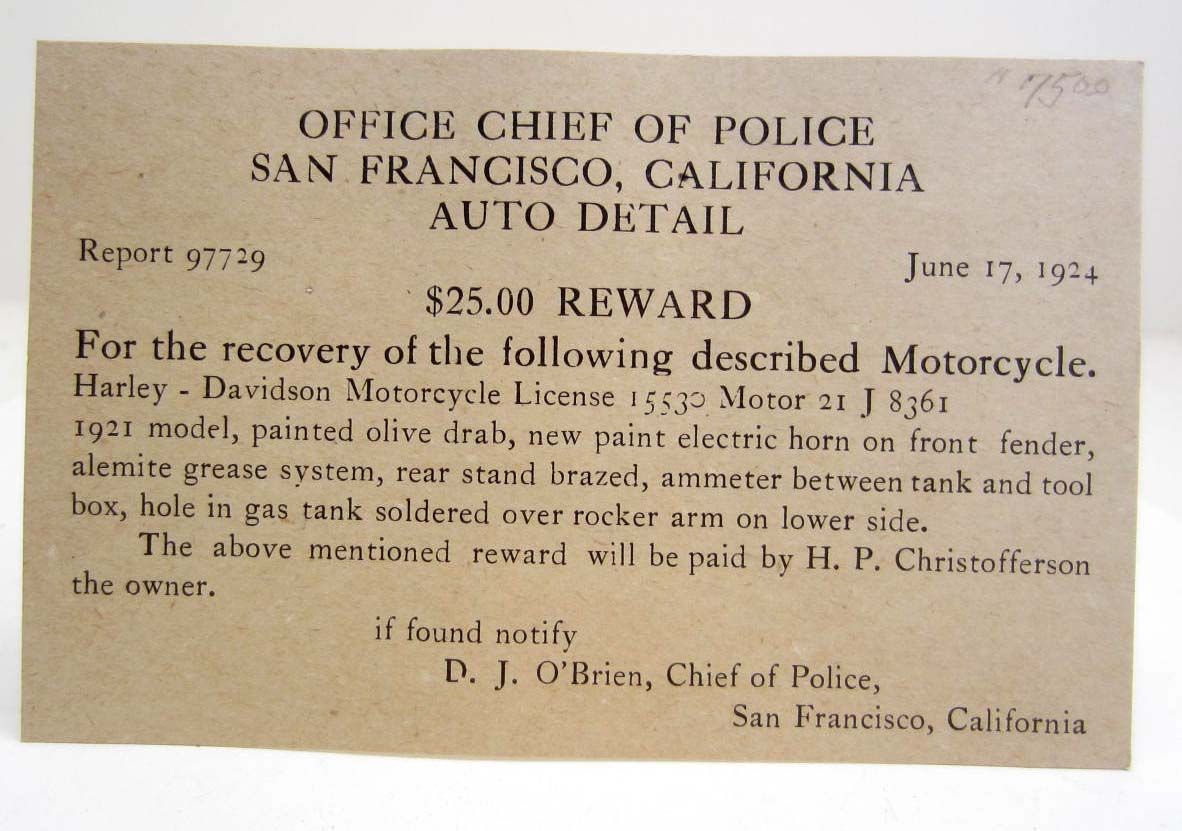 7500
OFFICE CHIEF OF POLICE
SAN FRANCISCO, CALIFORNIA
AUTO DETAIL
Report 97729 June 17, 1924
$25.00 REWARD
For the recovery of the following described Motorcycle.
Harley - Davidson Motorcycle License 15530 Motor 21 J 8361
1921 model, painted olive drab, new paint electric horn on front fender,
alemite grease system, rear stand brazed, ammeter between tank and tool
box, hole in gas tank soldered over rocker arm on lower side.
The above mentioned reward will be paid by H. P. Christofferson
the owner.
if found notify
D. J. O'Brien, Chief of Police,
San Francisco, California